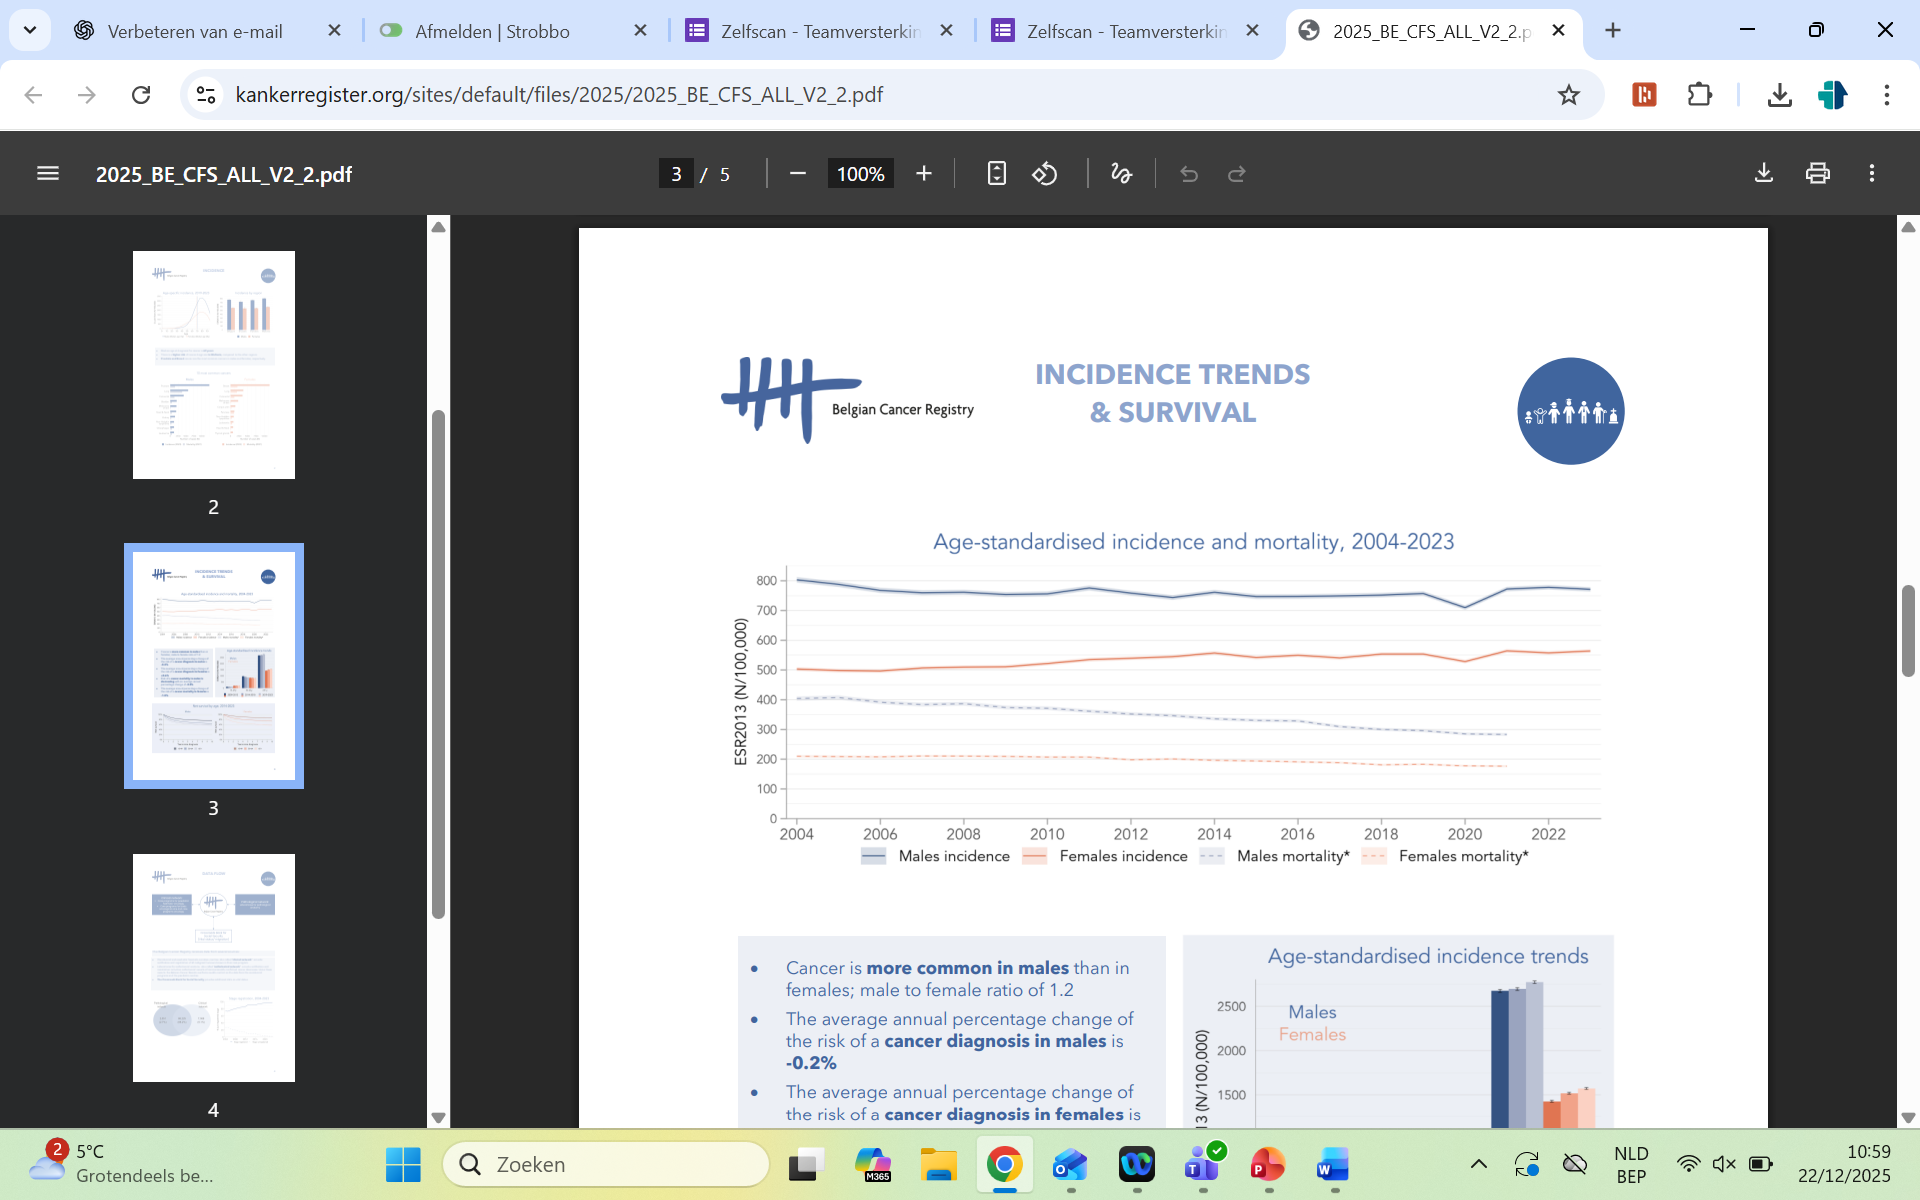 Verbeteren van e-mail
Afmelden | Strobbo
Zelfscan - Teamversterkin
Zelfscan - Teamversterkin
2025_BE_CFS_ALL_V2_2.p
kankerregister.org/sites/default/files/2025/2025_BE_CFS_ALL_V2_2.pdf
2025_BE_CFS_ALL_V2_2.pdf
3 / 5
100%
2
3
4
Belgian Cancer Registry
INCIDENCE TRENDS
& SURVIVAL
Age-standardised incidence and mortality, 2004-2023
ESR2013 (N/100,000)
800
700
600
500
400
300
200
100
0
2004 2006 2008 2010 2012 2014 2016 2018 2020 2022
Males incidence Females incidence Males mortality* Females mortality*
• Cancer is more common in males than in
females; male to female ratio of 1.2
• The average annual percentage change of
the risk of a cancer diagnosis in males is
-0.2%
• The average annual percentage change of
the risk of a cancer diagnosis in females is
Age-standardised incidence trends
Males
Females
2500
2000
1500
13 (N/100,000)
2
5°C
Grotendeels be...
Zoeken
M365
NLD
BEP
10:59
22/12/2025